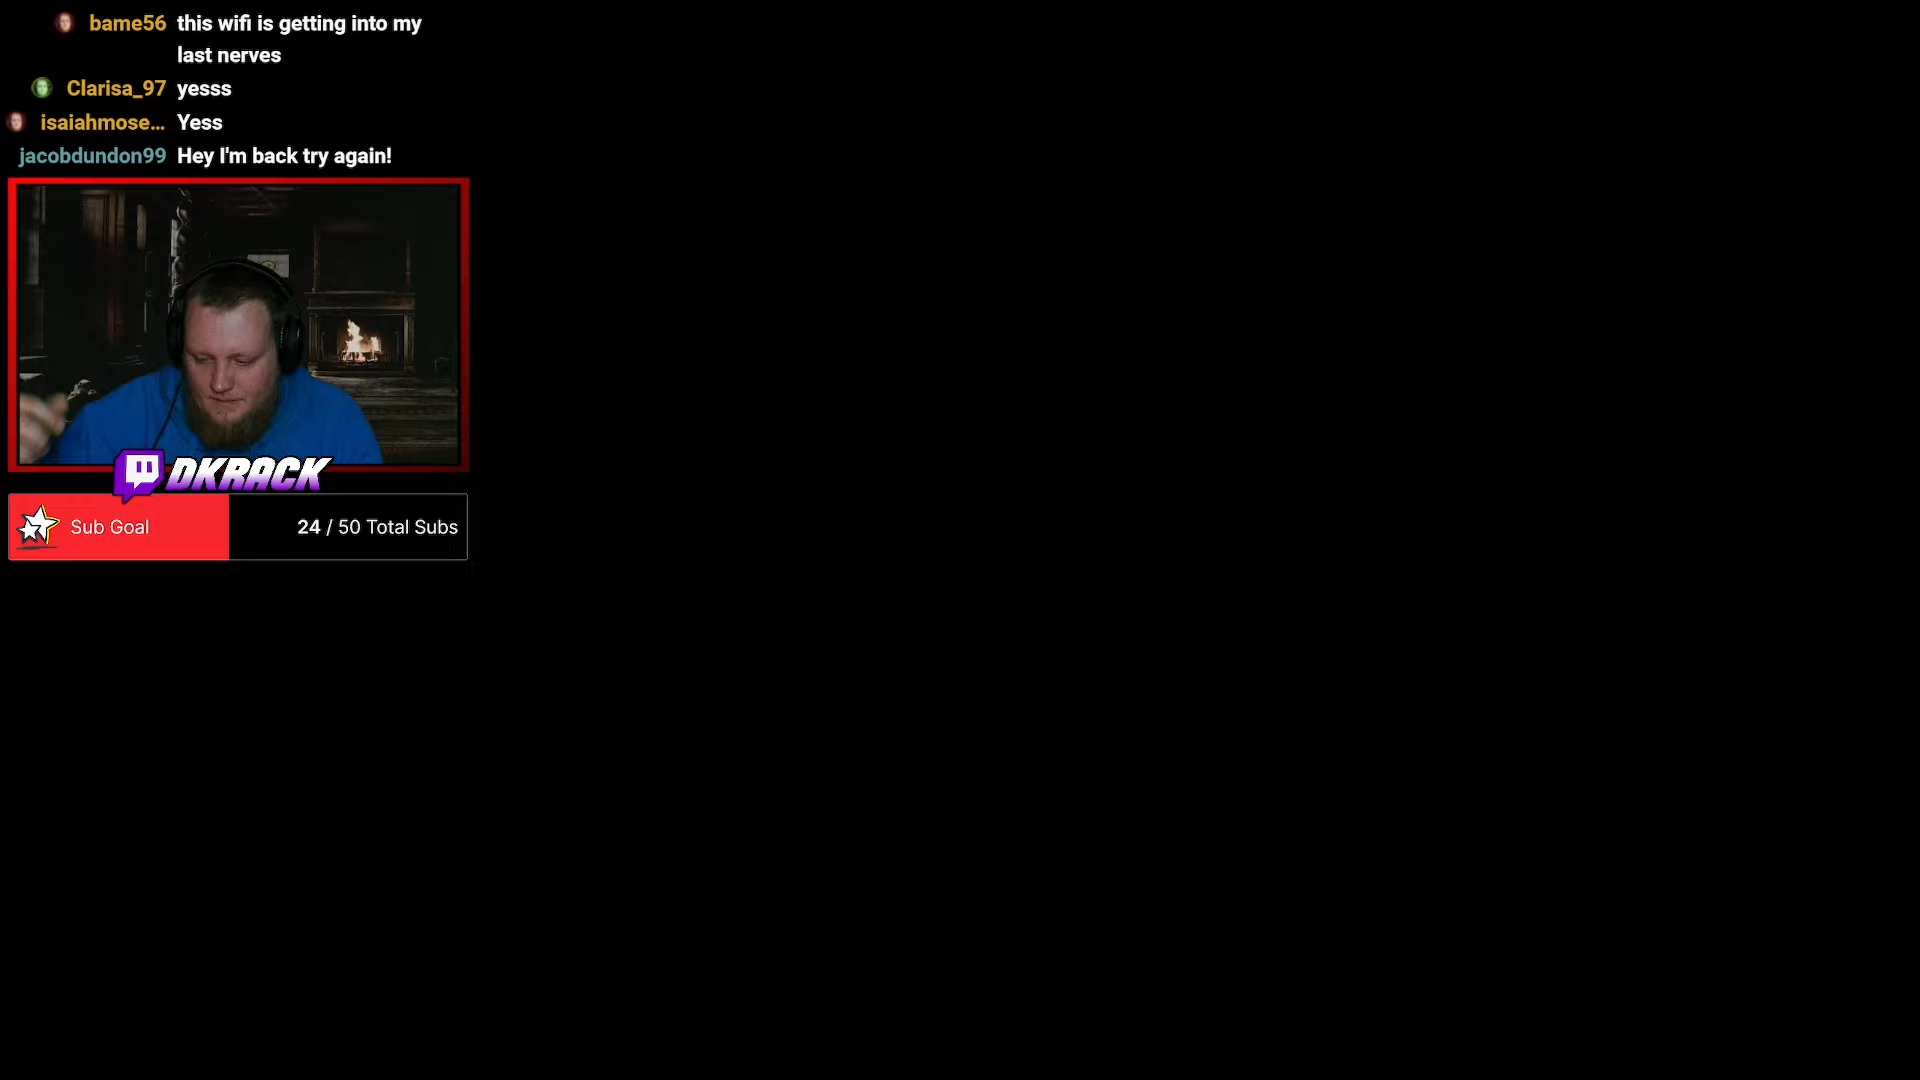 bame56 this wifi is getting into my
last nerves
Clarisa_97 yesss
isaiahmose... Yess
jacobdundon99 Hey I'm back try again!
DKRACK
Sub Goal 24 / 50 Total Subs